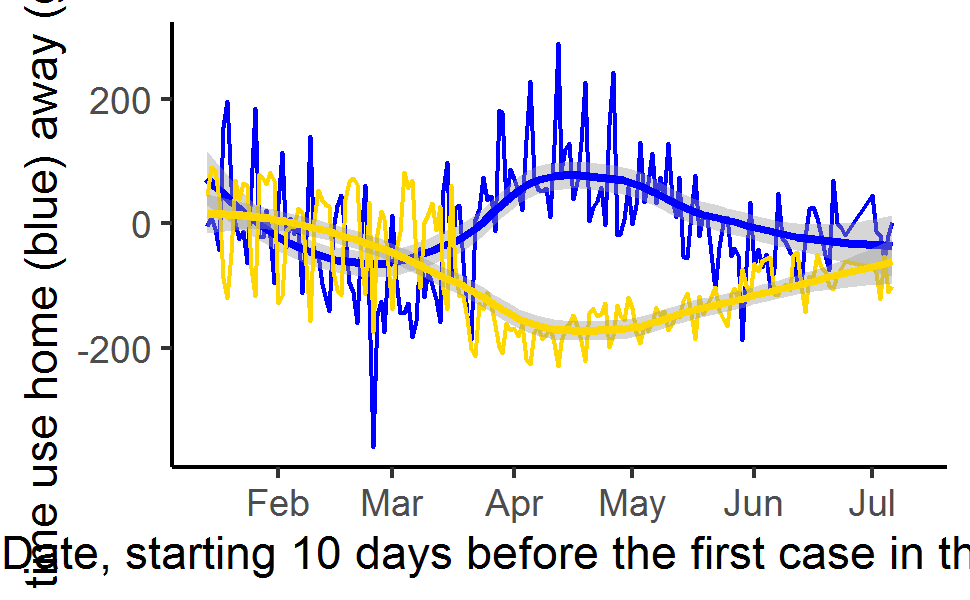 time use home (blue) away (
200
0
-200
Feb Mar Apr May Jun Jul
Date, starting 10 days before the first case in th